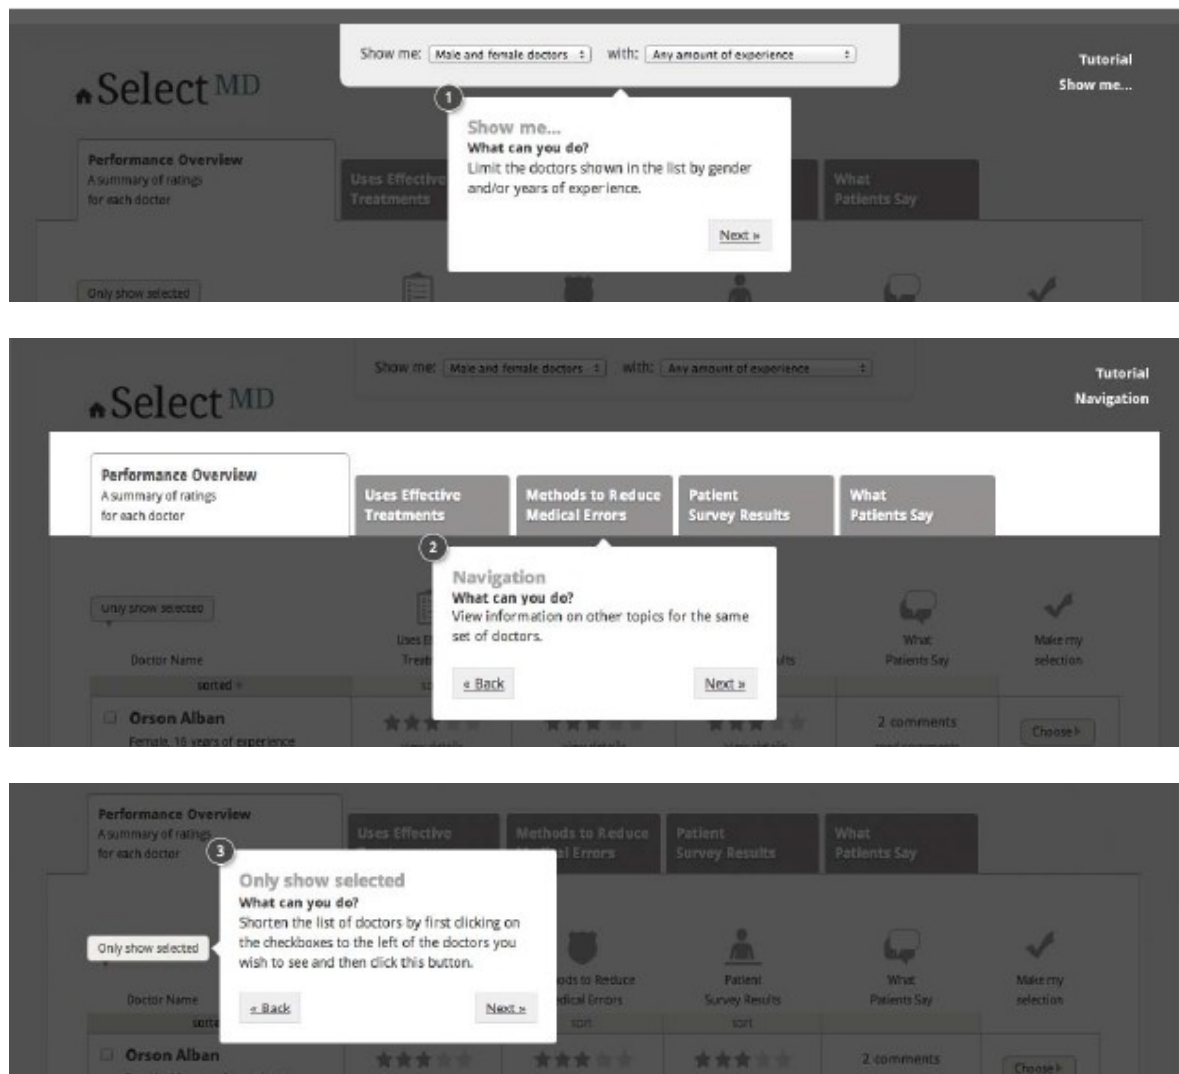 Show me: Male and female doctors with: Any amount of experience
Tutorial
Show me...
Select MD
1
Show me...
What can you do?
Limit the doctors shown in the list by gender
and/or years of experience.
Next »
Performance Overview
A summary of ratings
for each doctor
Uses Effective
Treatments
What
Patients Say
Only show selected
Show me: Male and female doctors with: Any amount of experience
Tutorial
Navigation
Select MD
Performance Overview
A summary of ratings
for each doctor
Uses Effective
Treatments
Methods to Reduce
Medical Errors
Patient
Survey Results
What
Patients Say
2
Navigation
What can you do?
View information on other topics for the same
set of doctors.
« Back
Next »
Only show selected
What
Patients Say
Make my
selection
Doctor Name
sorted
Orson Alban
Female, 16 years of experience
2 comments
Choose
Performance Overview
A summary of ratings
for each doctor
Uses Effective
Methods to Reduce
Medical Errors
Patient
Survey Results
What
Patients Say
3
Only show selected
What can you do?
Shorten the list of doctors by first clicking on
the checkboxes to the left of the doctors you
wish to see and then click this button.
« Back
Next »
Only show selected
Patient
Survey Results
What
Patients Say
Make my
selection
Doctor Name
sort
sort
Orson Alban
2 comments
Choose